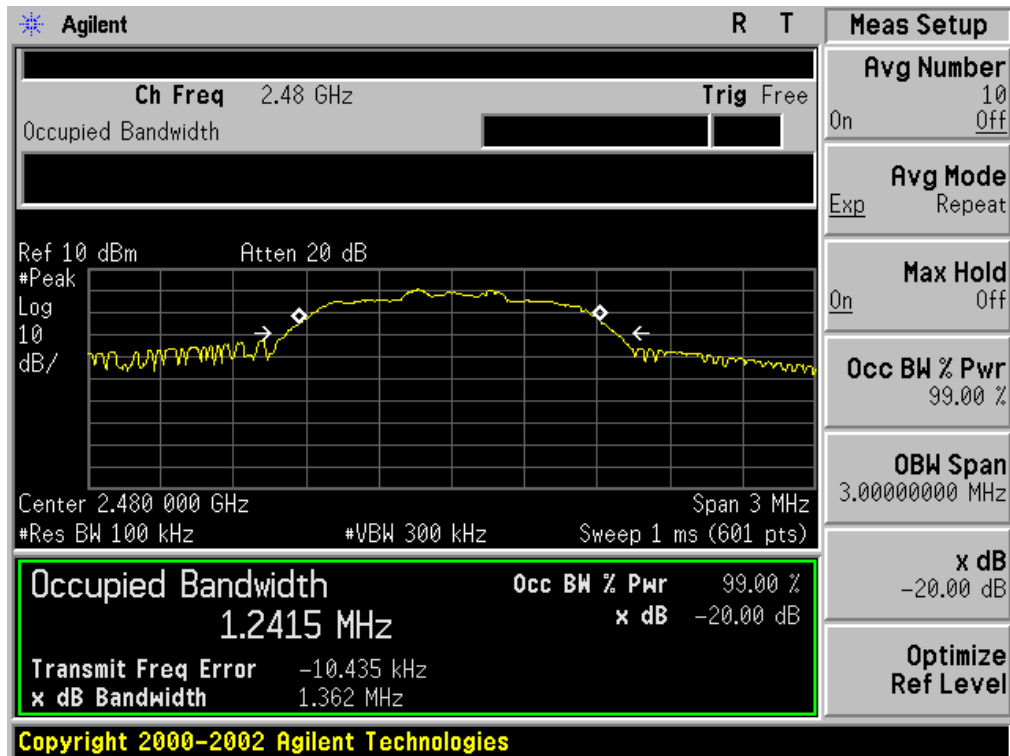 Agilent R T
Ch Freq 2.48 GHz Trig Free
Occupied Bandwidth
Ref 10 dBm Atten 20 dB
#Peak
Log
10
dB/
Center 2.480 000 GHz Span 3 MHz
#Res BW 100 kHz #VBW 300 kHz Sweep 1 ms (601 pts)
Occupied Bandwidth Occ BW % Pwr 99.00 %
1.2415 MHz x dB -20.00 dB
Transmit Freq Error -10.435 kHz
x dB Bandwidth 1.362 MHz
Copyright 2000-2002 Agilent Technologies
Meas Setup
Avg Number
10
On Off
Avg Mode
Exp Repeat
Max Hold
On Off
Occ BW % Pwr
99.00 %
OBW Span
3.00000000 MHz
x dB
-20.00 dB
Optimize
Ref Level